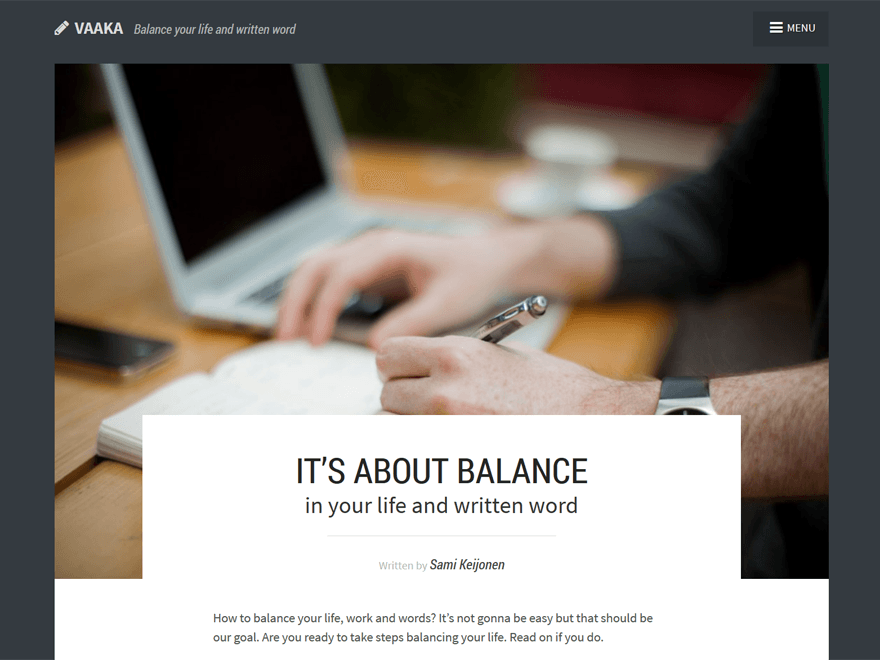 VAAKA Balance your life and written word
MENU
IT’S ABOUT BALANCE
in your life and written word
Written by Sami Keijonen
How to balance your life, work and words? It’s not gonna be easy but that should be
our goal. Are you ready to take steps balancing your life. Read on if you do.